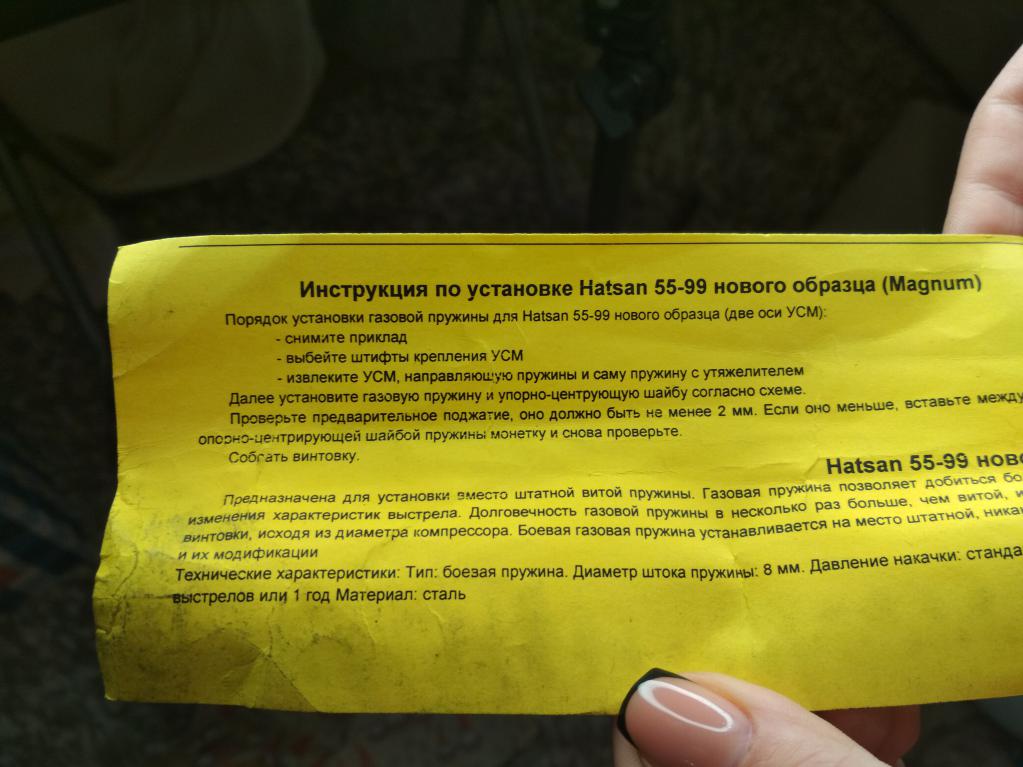 Инструкция по установке Hatsan 55-99 нового образца (Magnum)
Порядок установки газовой пружины для Hatsan 55-99 нового образца (две оси УСМ):
- снимите приклад
- выбейте штифты крепления УСМ
- извлеките УСМ, направляющую пружины и саму пружину с утяжелителем
Далее установите газовую пружину и упорно-центрующую шайбу согласно схеме.
Проверьте предварительное поджатие, оно должно быть не менее 2 мм. Если оно меньше, вставьте между
опорно-центрирующей шайбой пружины монетку и снова проверьте.
Собрать винтовку.
Hatsan 55-99
Предназначена для установки вместо штатной витой пружины. Газовая пружина позволяет добиться
изменения характеристик выстрела. Долговечность газовой пружины в несколько раз больше, чем витой,
винтовки, исходя из диаметра компрессора. Боевая газовая пружина устанавливается на место штатной,
и их модификации
Технические характеристики: Тип: боевая пружина. Диаметр штока пружины: 8 мм. Давление накачки:
выстрелов или 1 год Материал: сталь